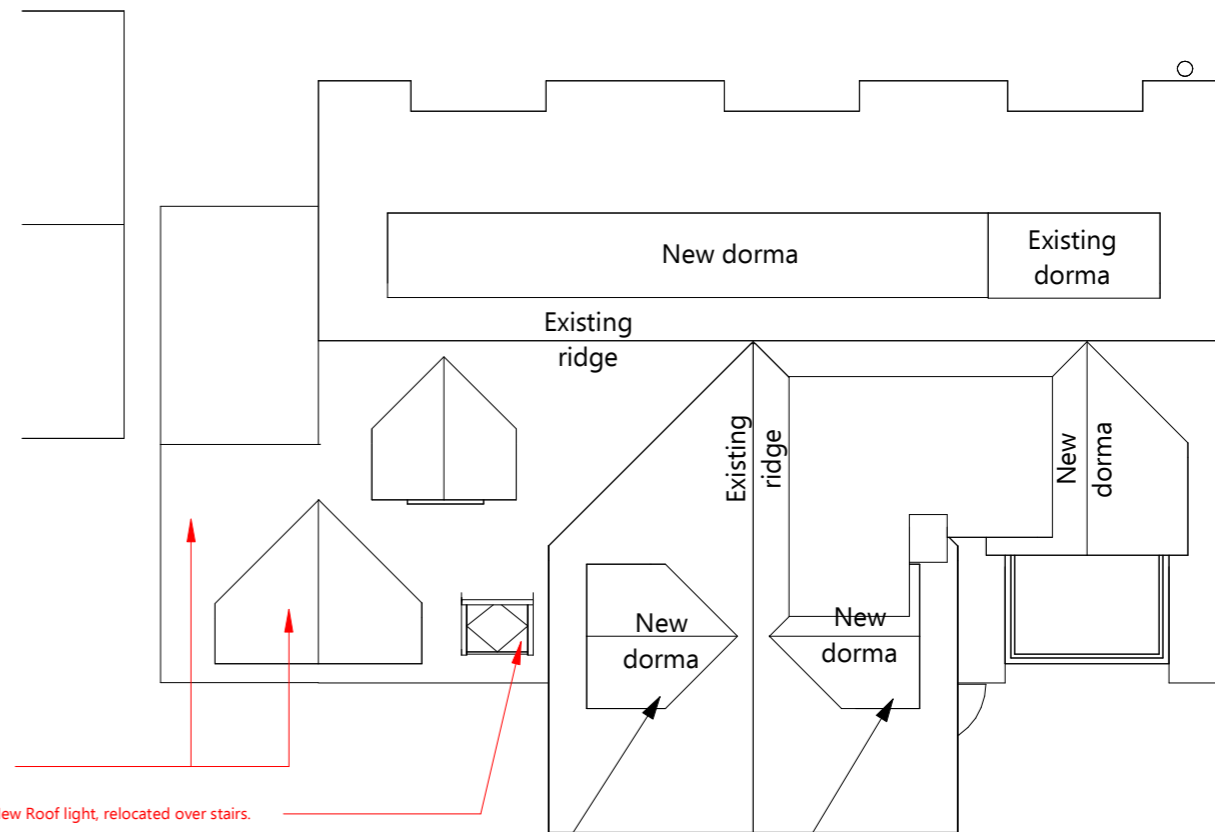 New dorma
Existing
dorma
Existing
ridge
Existing
ridge
New
dorma
New
dorma
New
dorma
New Roof light, relocated over stairs.